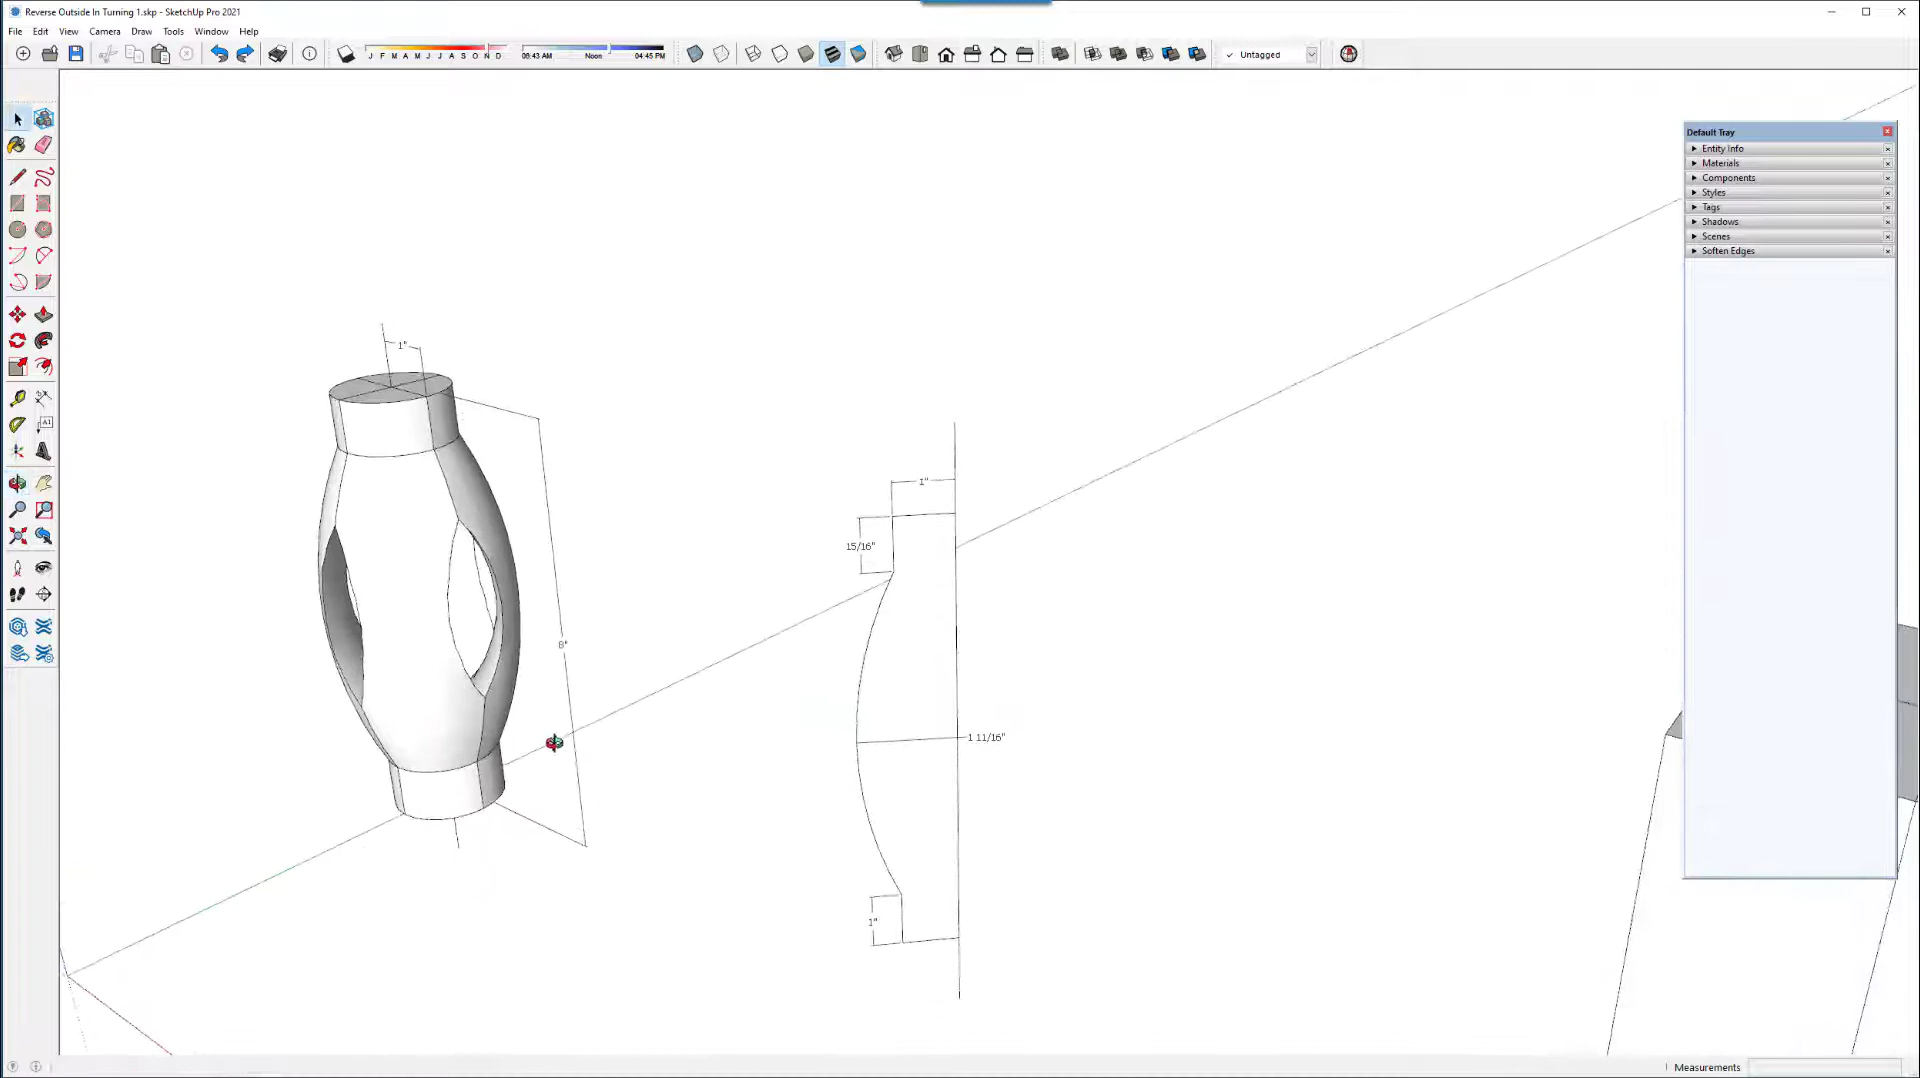 Reverse Outside In Turning 1.skp - SketchUp Pro 2021
File Edit View Camera Draw Tools Window Help
J F M A M J J A S O N D
06:43 AM Noon 04:45 PM
Untagged
Default Tray
Entity Info
Materials
Components
Styles
Tags
Shadows
Scenes
Soften Edges
A1
1"
8"
1"
15/16"
1 11/16"
1"
Measurements